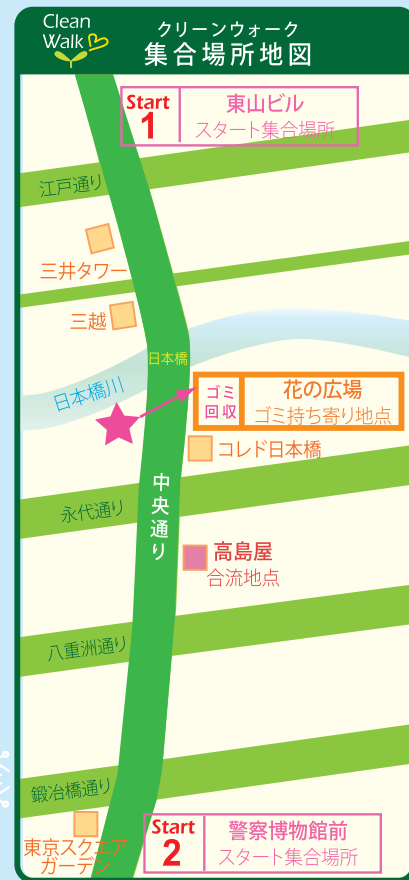 Clean
Walk
クリーンウォーク
集合場所地図
Start
1
東山ビル
スタート集合場所
江戸通り
三井タワー
三越
日本橋
日本橋川
ゴミ
回収
花の広場
ゴミ持ち寄り地点
コレド日本橋
永代通り
中央通り
高島屋
合流地点
八重洲通り
鍛冶橋通り
東京スクエア
ガーデン
Start
2
警察博物館前
スタート集合場所